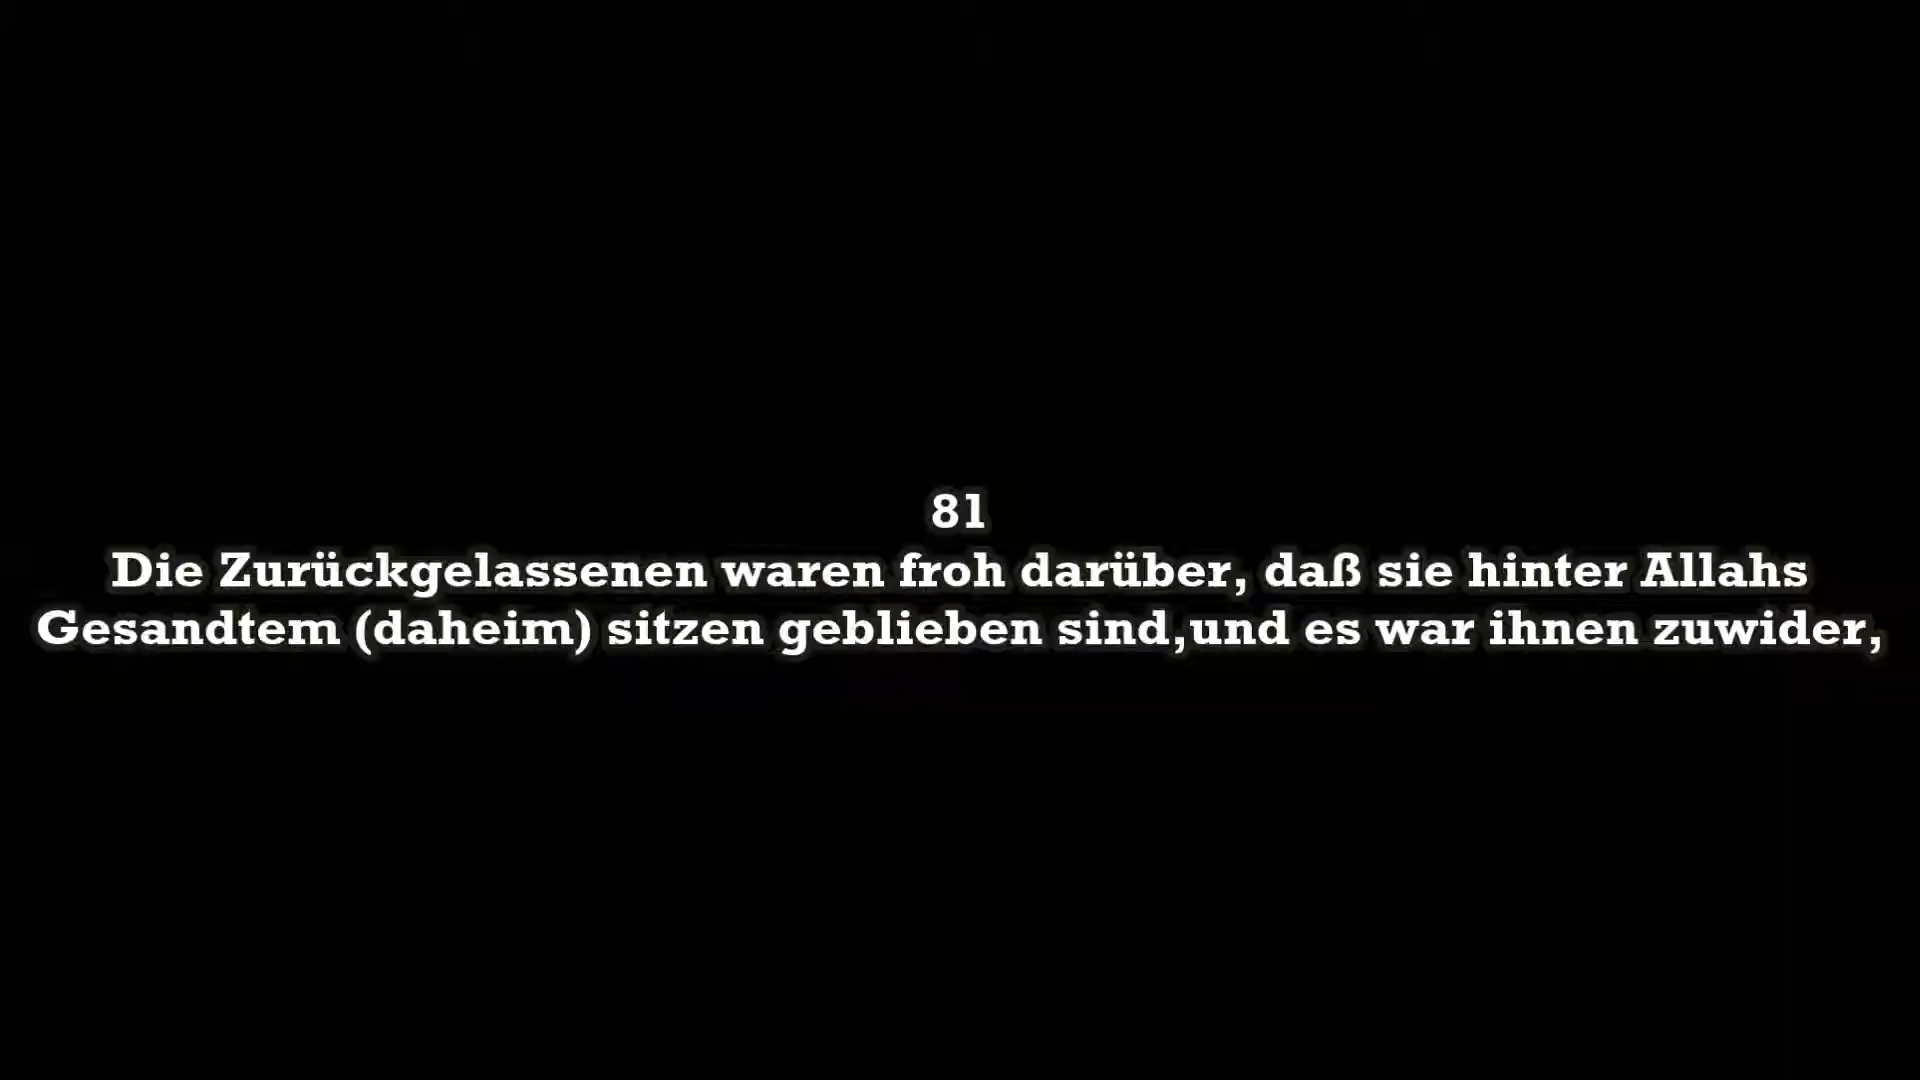 81
Die Zurückgelassenen waren froh darüber, daß sie hinter Allahs
Gesandtem (daheim) sitzen geblieben sind,und es war ihnen zuwider,